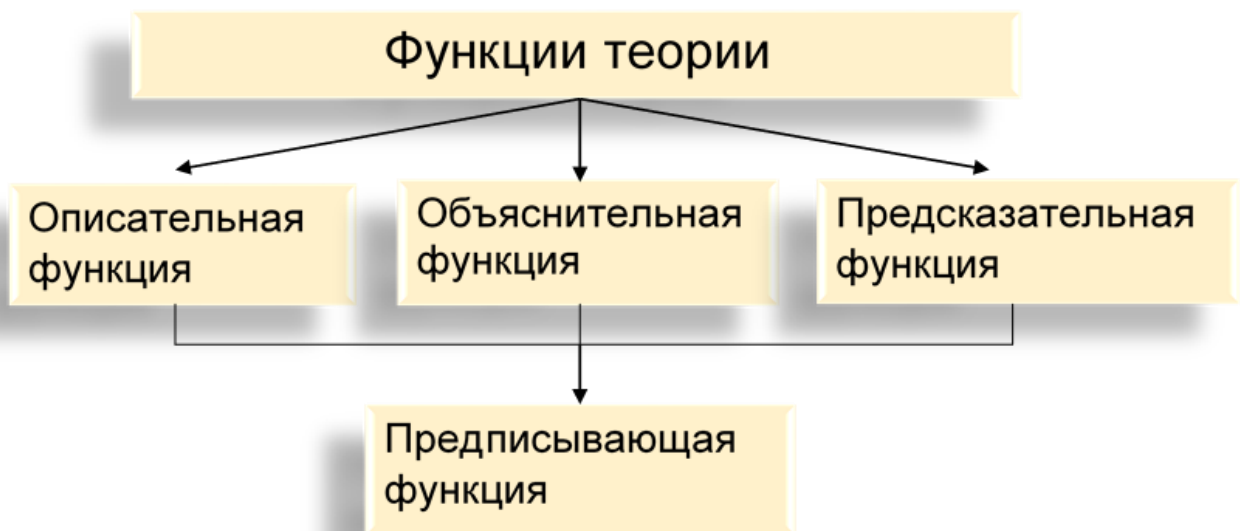 Функции теории
Описательная
функция
Объяснительная
функция
Предсказательная
функция
Предписывающая
функция